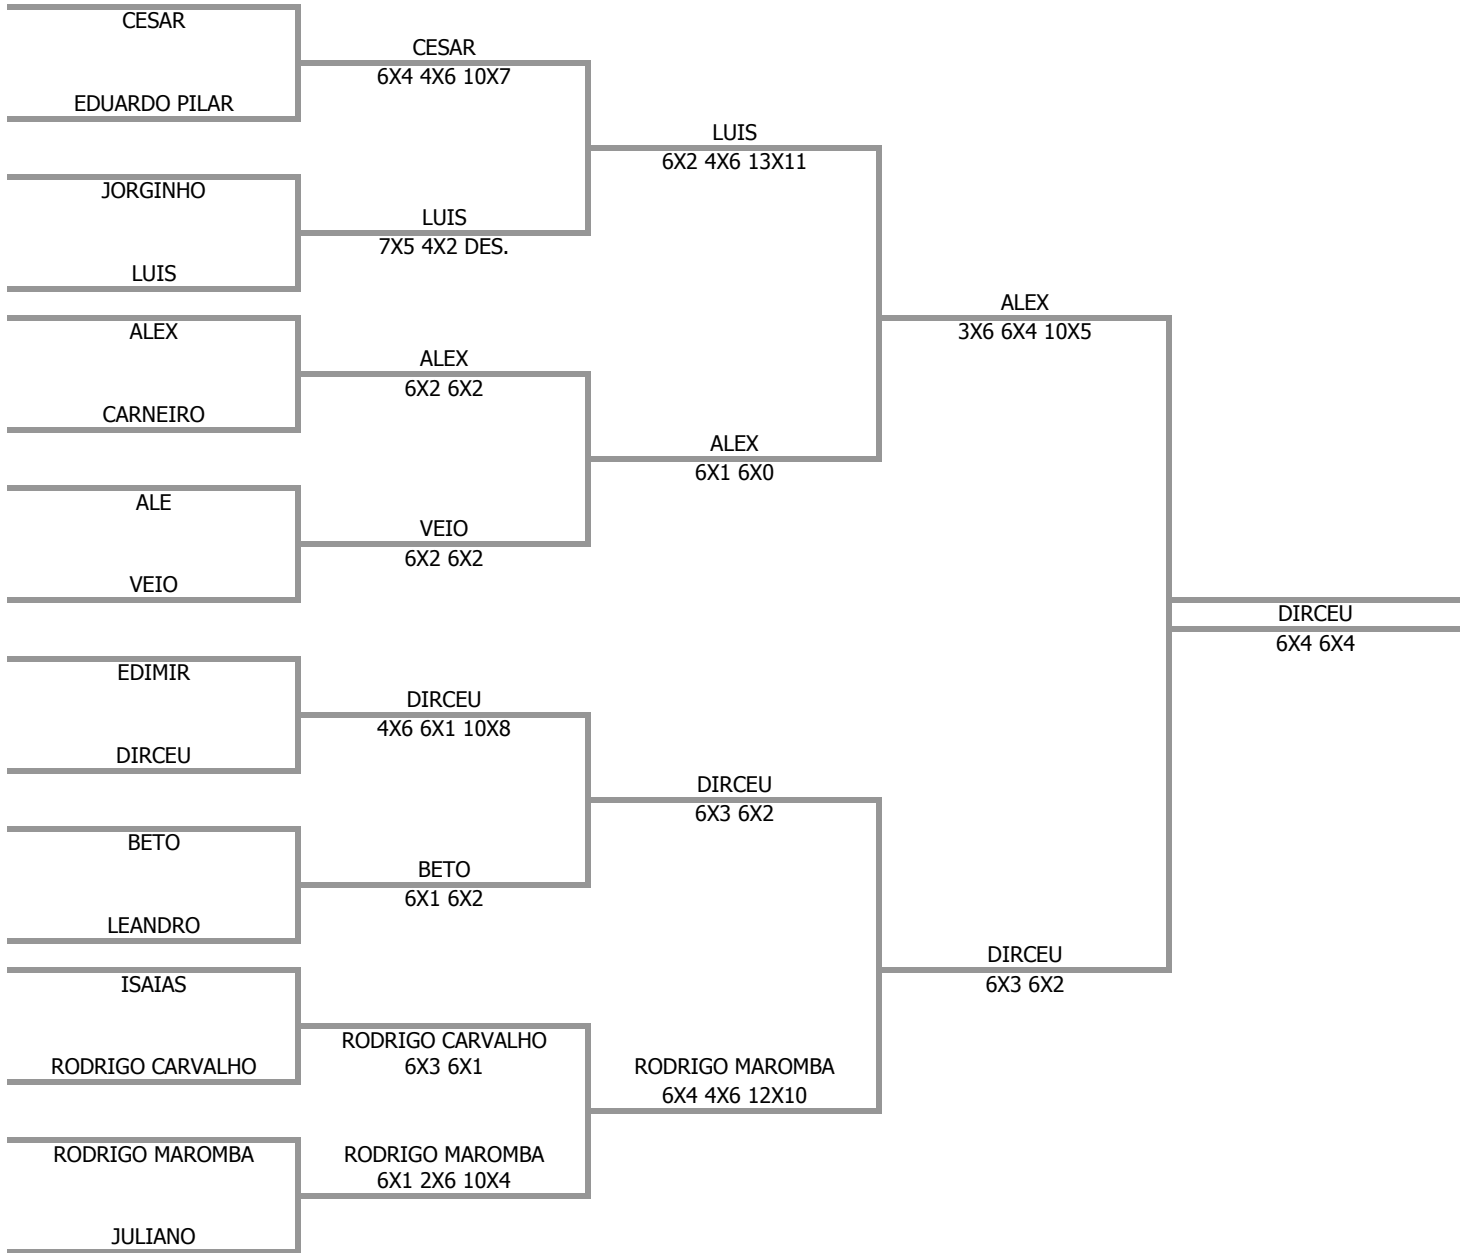 CESAR
CESAR
6X4 4X6 10X7
EDUARDO PILAR
LUIS
6X2 4X6 13X11
JORGINHO
LUIS
7X5 4X2 DES.
LUIS
ALEX
3X6 6X4 10X5
ALEX
ALEX
6X2 6X2
CARNEIRO
ALEX
6X1 6X0
ALE
VEIO
6X2 6X2
VEIO
DIRCEU
6X4 6X4
EDIMIR
DIRCEU
4X6 6X1 10X8
DIRCEU
DIRCEU
6X3 6X2
BETO
BETO
6X1 6X2
LEANDRO
DIRCEU
6X3 6X2
ISAIAS
RODRIGO CARVALHO
6X3 6X1
RODRIGO CARVALHO
RODRIGO MAROMBA
6X4 4X6 12X10
RODRIGO MAROMBA
RODRIGO MAROMBA
6X1 2X6 10X4
JULIANO